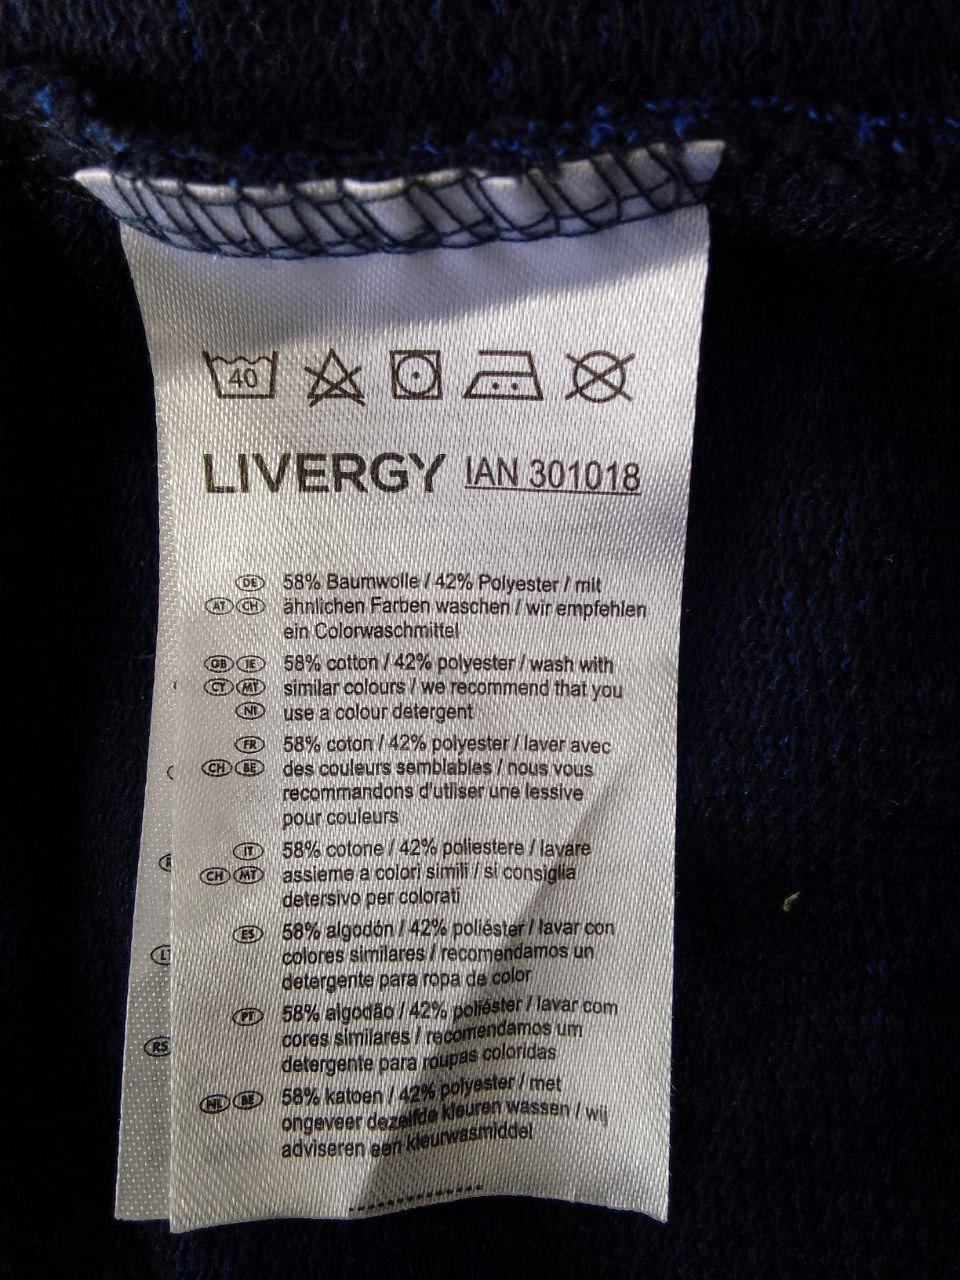 40
LIVERGY IAN 301018
DE 58% Baumwolle / 42% Polyester / mit
AT CH ähnlichen Farben waschen / wir empfehlen
ein Colorwaschmittel
GB IE 58% cotton / 42% polyester / wash with
CY MT similar colours / we recommend that you
NI use a colour detergent
FR 58% coton / 42% polyester / laver avec
CH BE des couleurs semblables / nous vous
recommandons d'utliser une lessive
pour couleurs
IT 58% cotone / 42% poliestere / lavare
CH MT assieme a colori simili / si consiglia
detersivo per colorati
ES 58% algodón / 42% poliéster / lavar con
colores similares / recomendamos un
detergente para ropa de color
PT 58% algodão / 42% poliéster / lavar com
cores similares / recomendamos um
detergente para roupas coloridas
NL BE 58% katoen / 42% polyester / met
ongeveer dezelfde kleuren wassen / wij
adviseren een kleurwasmiddel
RS